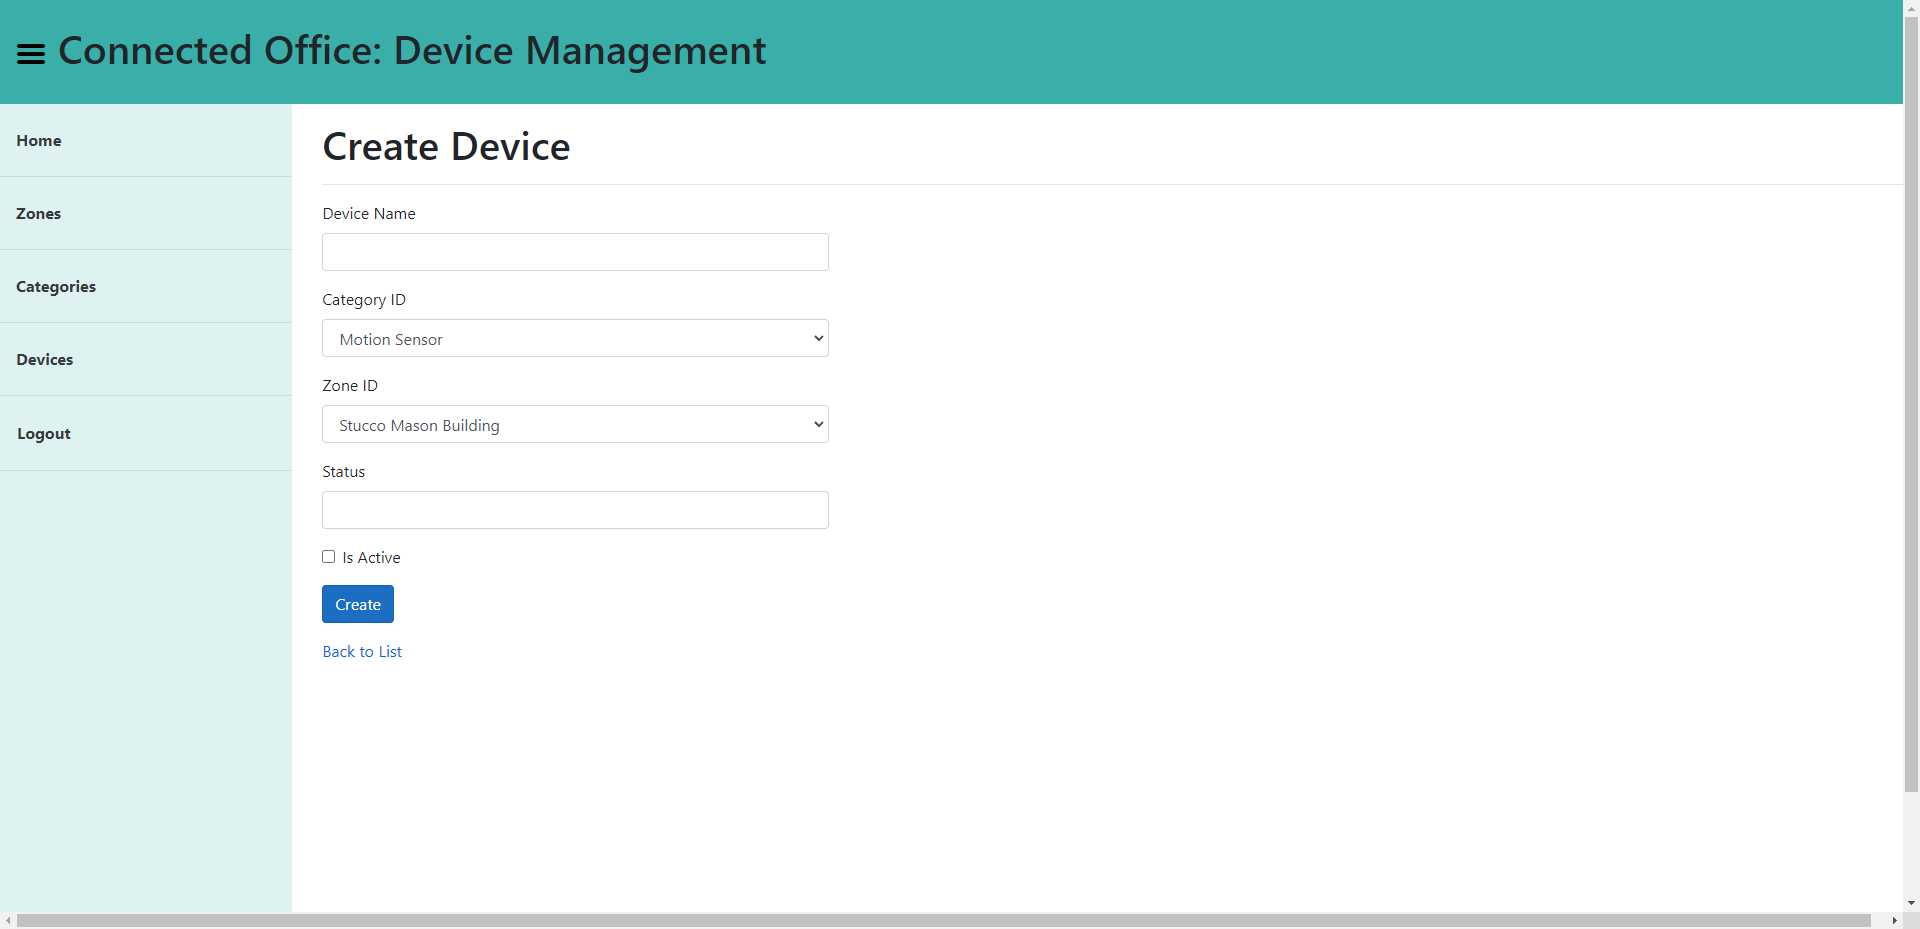 Connected Office: Device Management
Home
Zones
Categories
Devices
Logout
Create Device
Device Name
Category ID
Motion Sensor
Zone ID
Stucco Mason Building
Status
Is Active
Create
Back to List